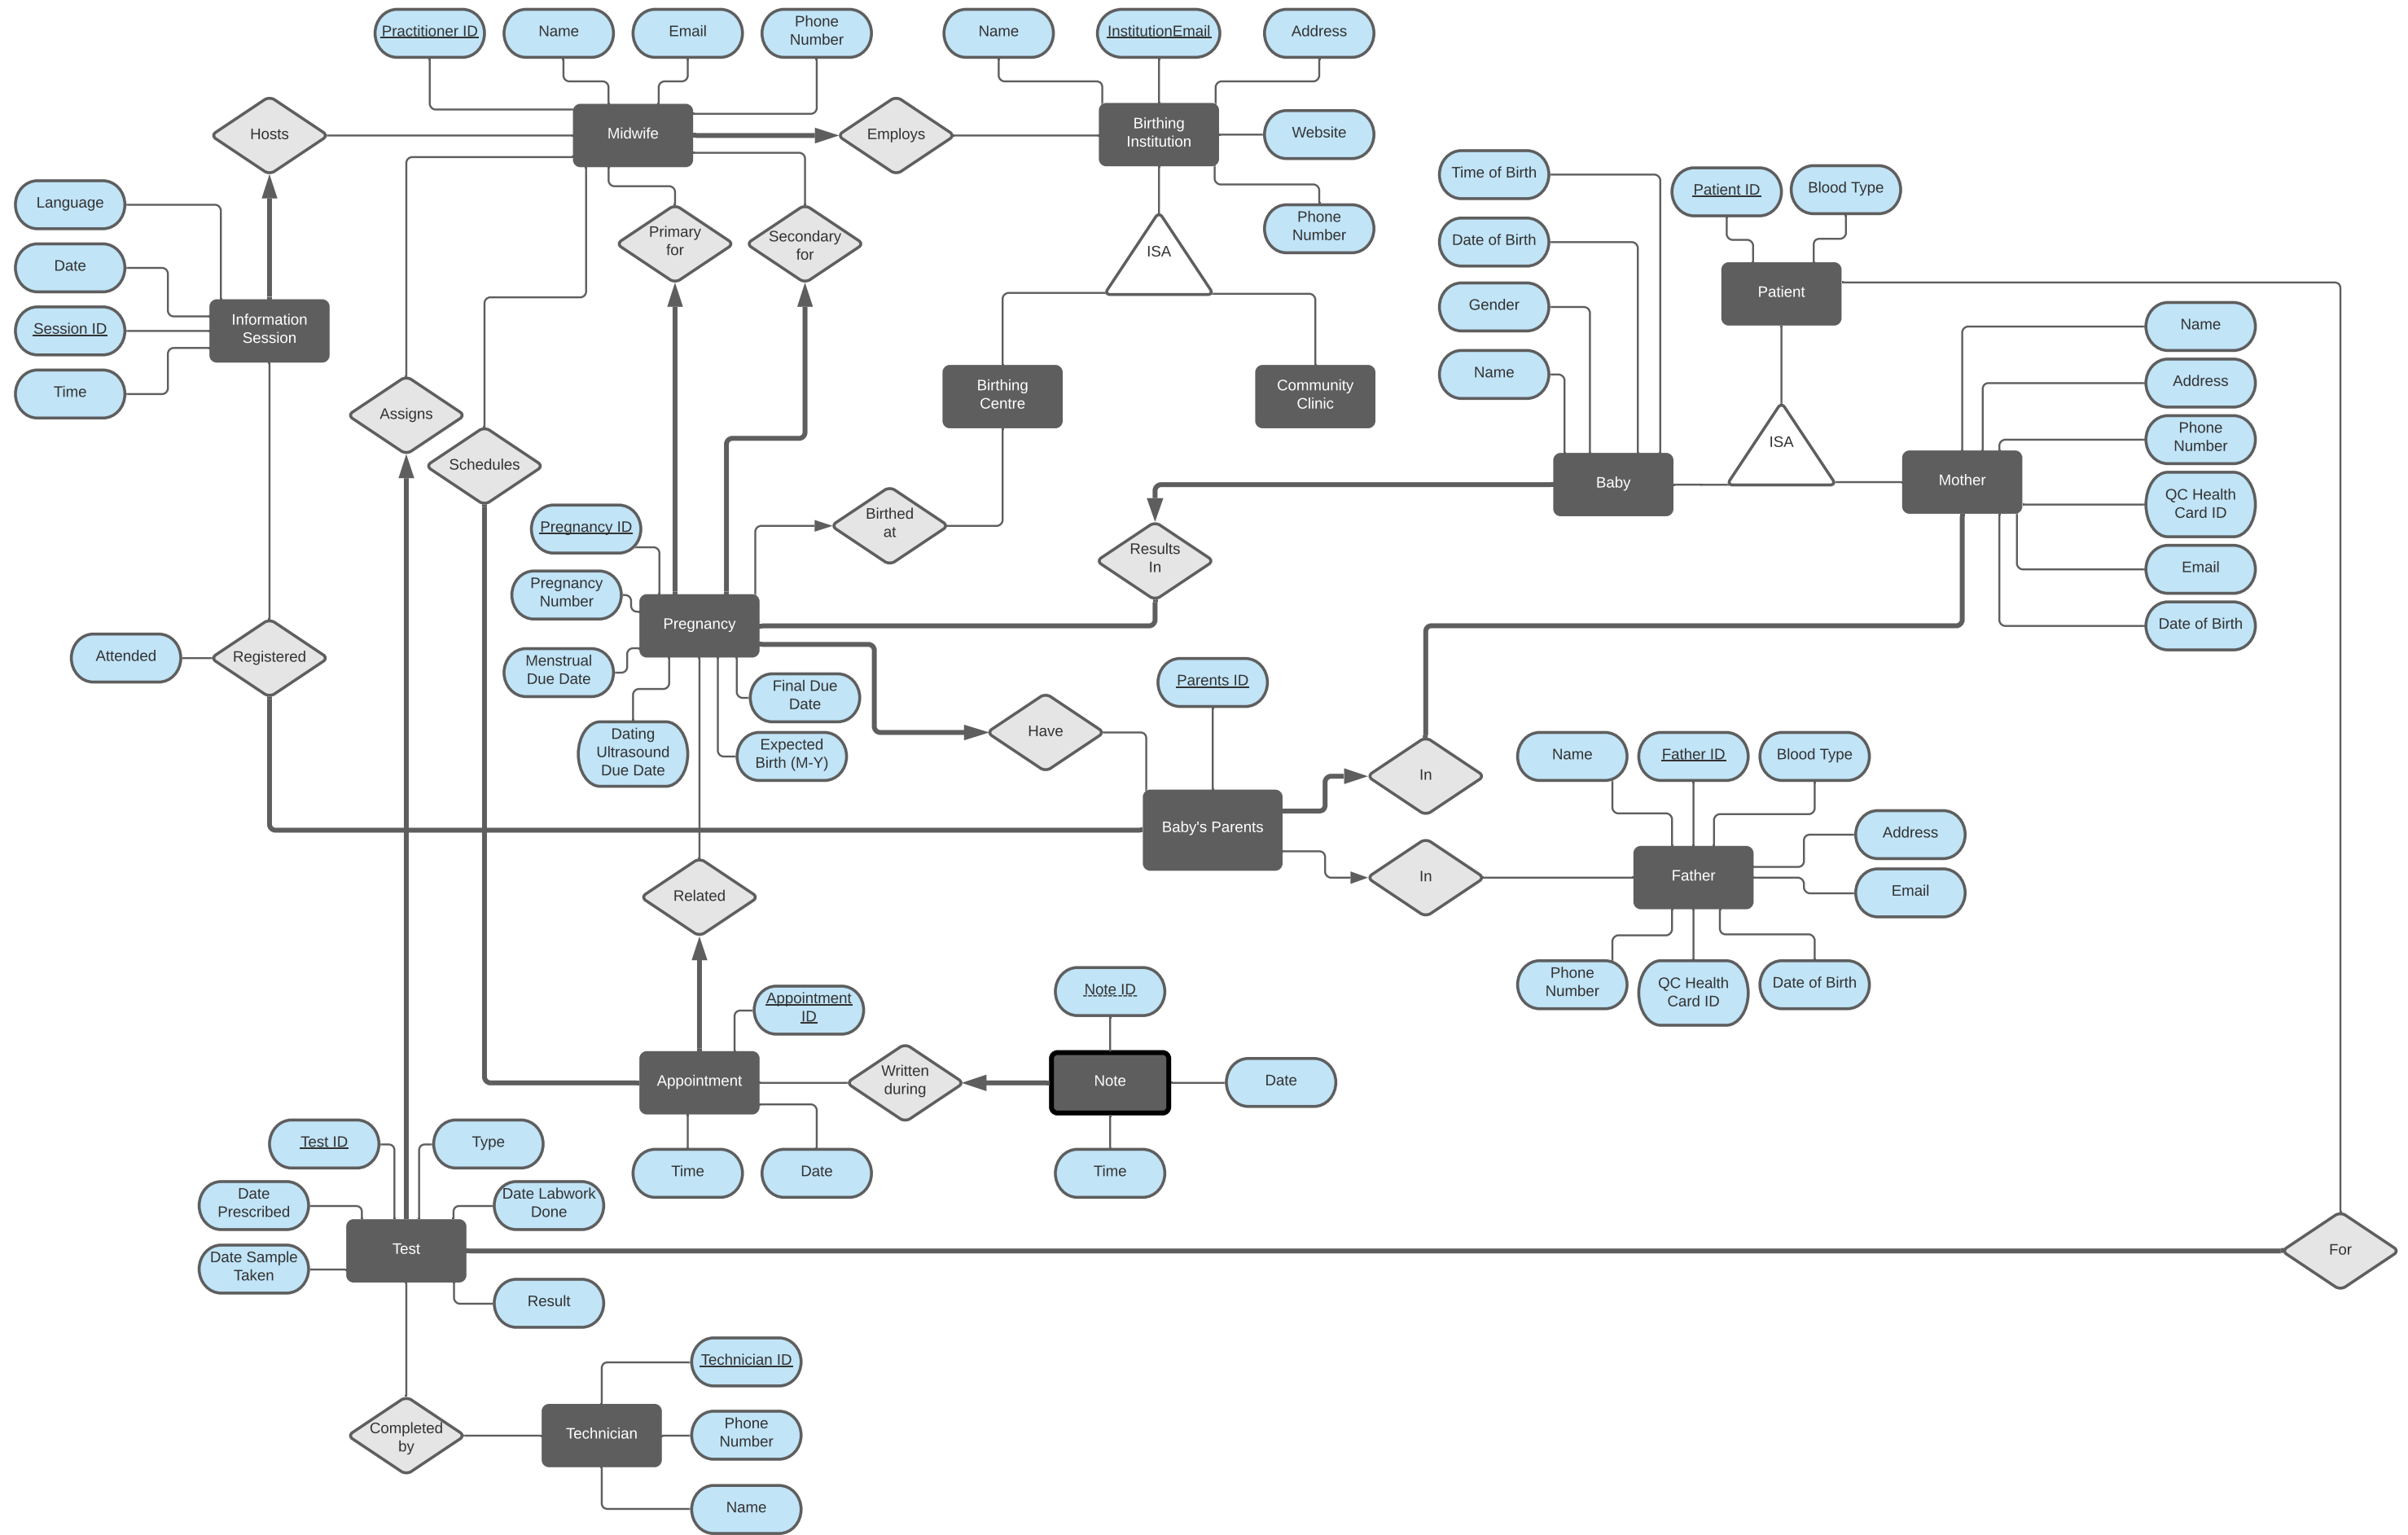 Practitioner ID
Name
Email
Phone
Number
Name
InstitutionEmail
Address
Hosts
Midwife
Employs
Birthing
Institution
Website
Time of Birth
Patient ID
Blood Type
Language
Primary
for
Secondary
for
ISA
Phone
Number
Date of Birth
Date
Gender
Patient
Information
Session
Session ID
Name
Name
Time
Assigns
Birthing
Centre
Community
Clinic
Address
Phone
Number
ISA
Schedules
Baby
Mother
QC Health
Card ID
Pregnancy ID
Birthed
at
Results
In
Email
Pregnancy
Number
Pregnancy
Date of Birth
Attended
Registered
Menstrual
Due Date
Final Due
Date
Parents ID
Dating
Ultrasound
Due Date
Expected
Birth (M-Y)
Have
In
Name
Father ID
Blood Type
Baby's Parents
Address
Related
In
Father
Email
Phone
Number
QC Health
Card ID
Date of Birth
Appointment
ID
Note ID
Appointment
Written
during
Note
Date
Test ID
Type
Time
Date
Time
Date
Prescribed
Date Labwork
Done
Test
For
Date Sample
Taken
Result
Technician ID
Completed
by
Technician
Phone
Number
Name